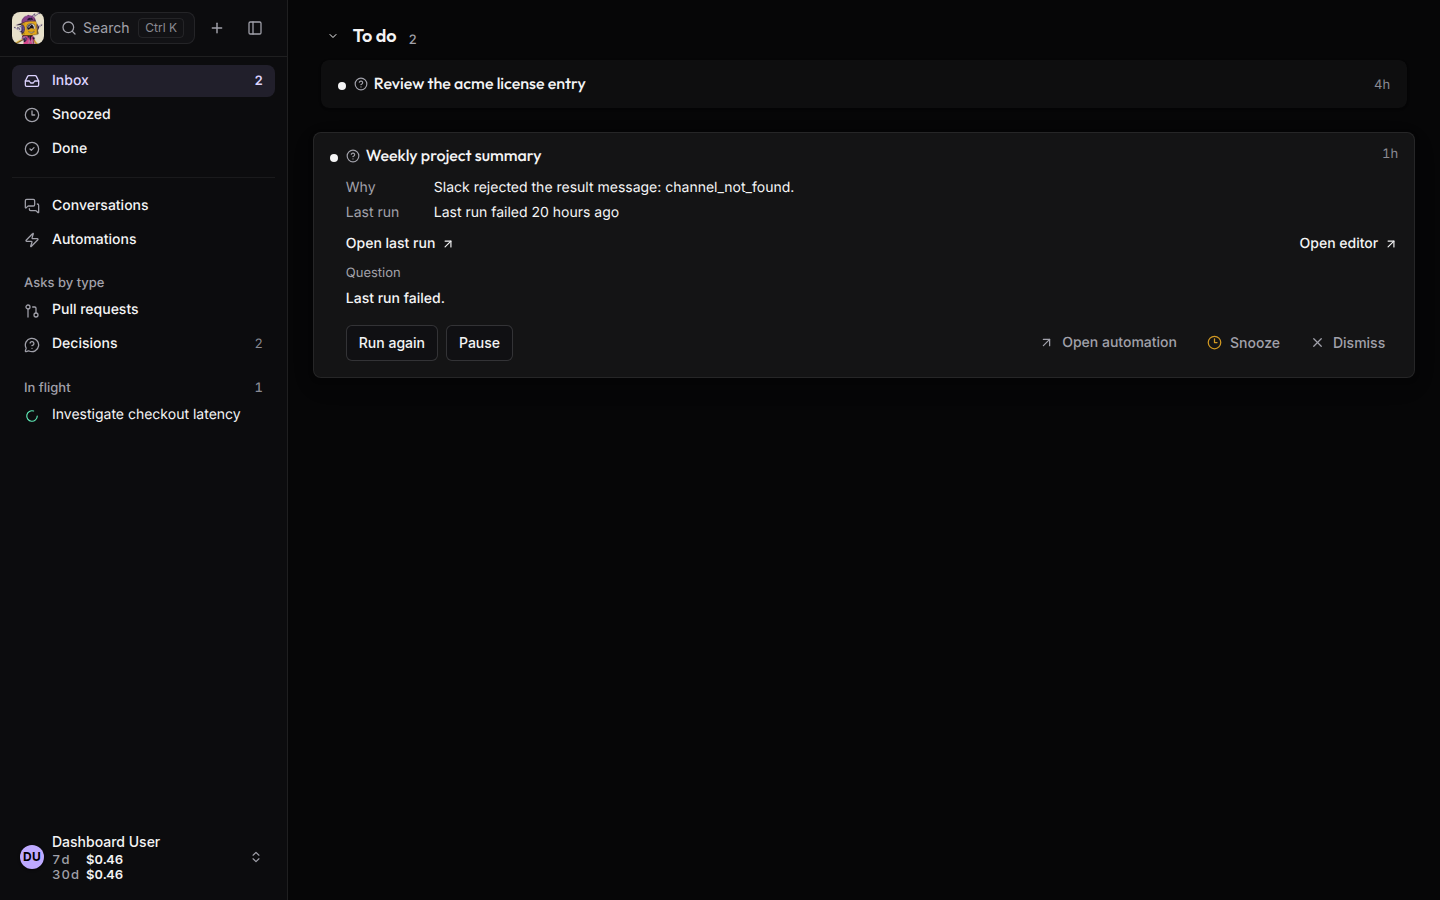 Search Ctrl K
Inbox 2
Snoozed
Done
Conversations
Automations
Asks by type
Pull requests
Decisions 2
In flight 1
Investigate checkout latency
DU
Dashboard User
7d $0.46
30d $0.46
To do 2
Review the acme license entry 4h
Weekly project summary 1h
Why Slack rejected the result message: channel_not_found.
Last run Last run failed 20 hours ago
Open last run Open editor
Question
Last run failed.
Run again Pause Open automation Snooze Dismiss